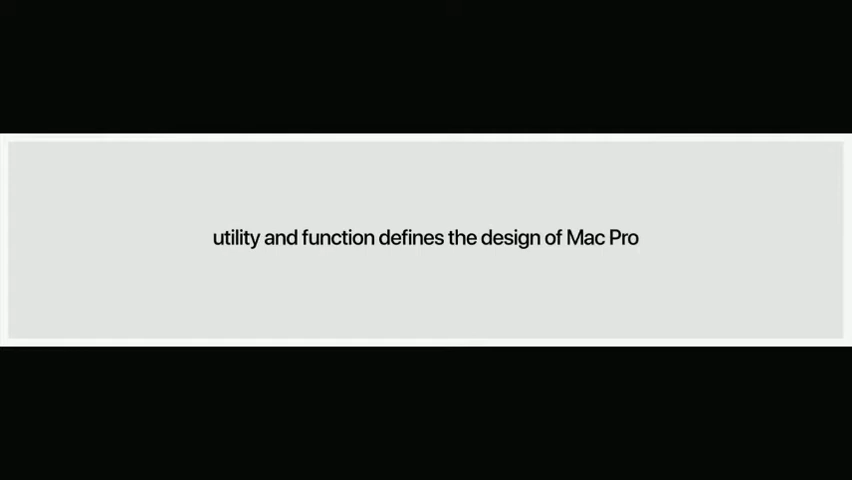 utility and function defines the design of Mac Pro